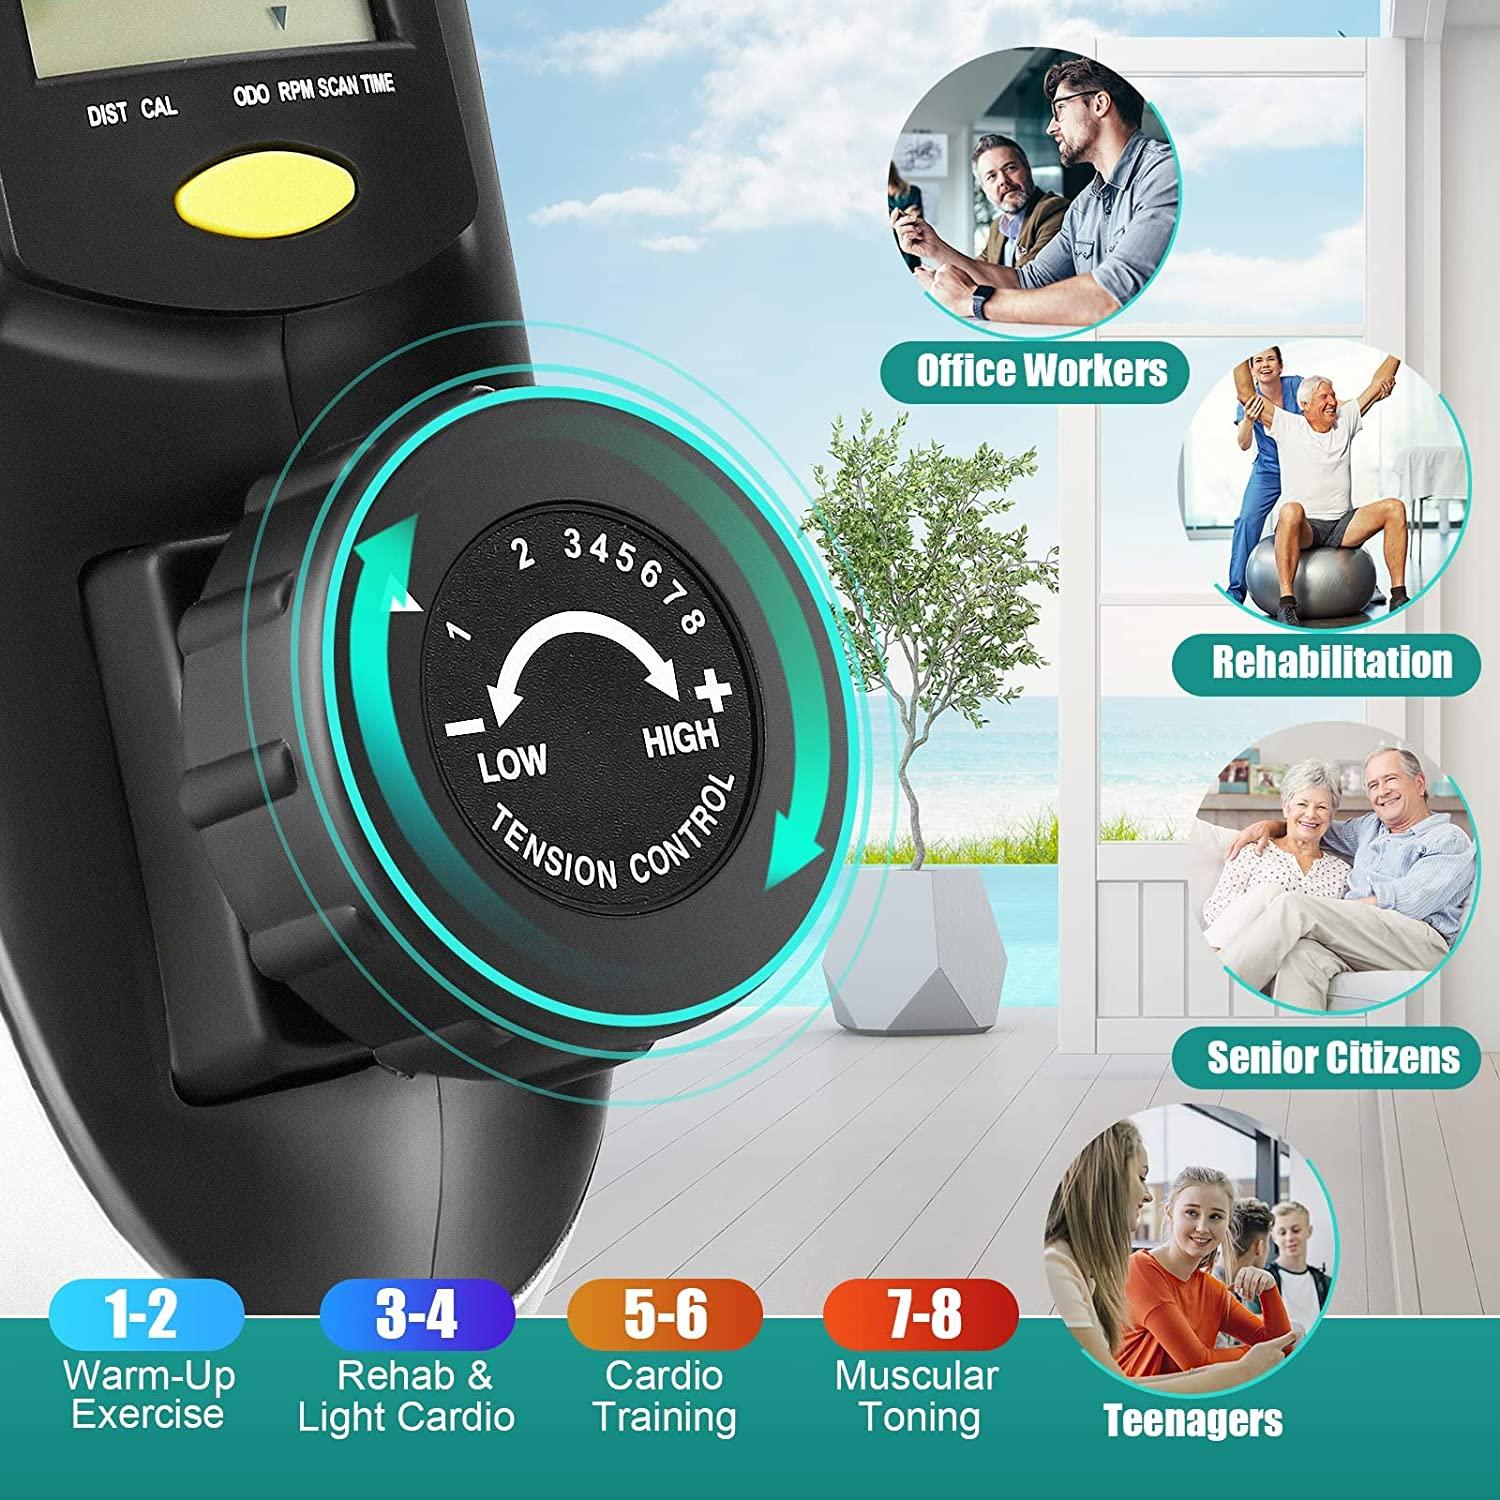 DIST CAL ODO RPM SCAN TIME
1 2 3 4 5 6 7 8
- +
LOW HIGH
TENSION CONTROL
Office Workers
Rehabilitation
Senior Citizens
Teenagers
1-2
Warm-Up
Exercise
3-4
Rehab &
Light Cardio
5-6
Cardio
Training
7-8
Muscular
Toning